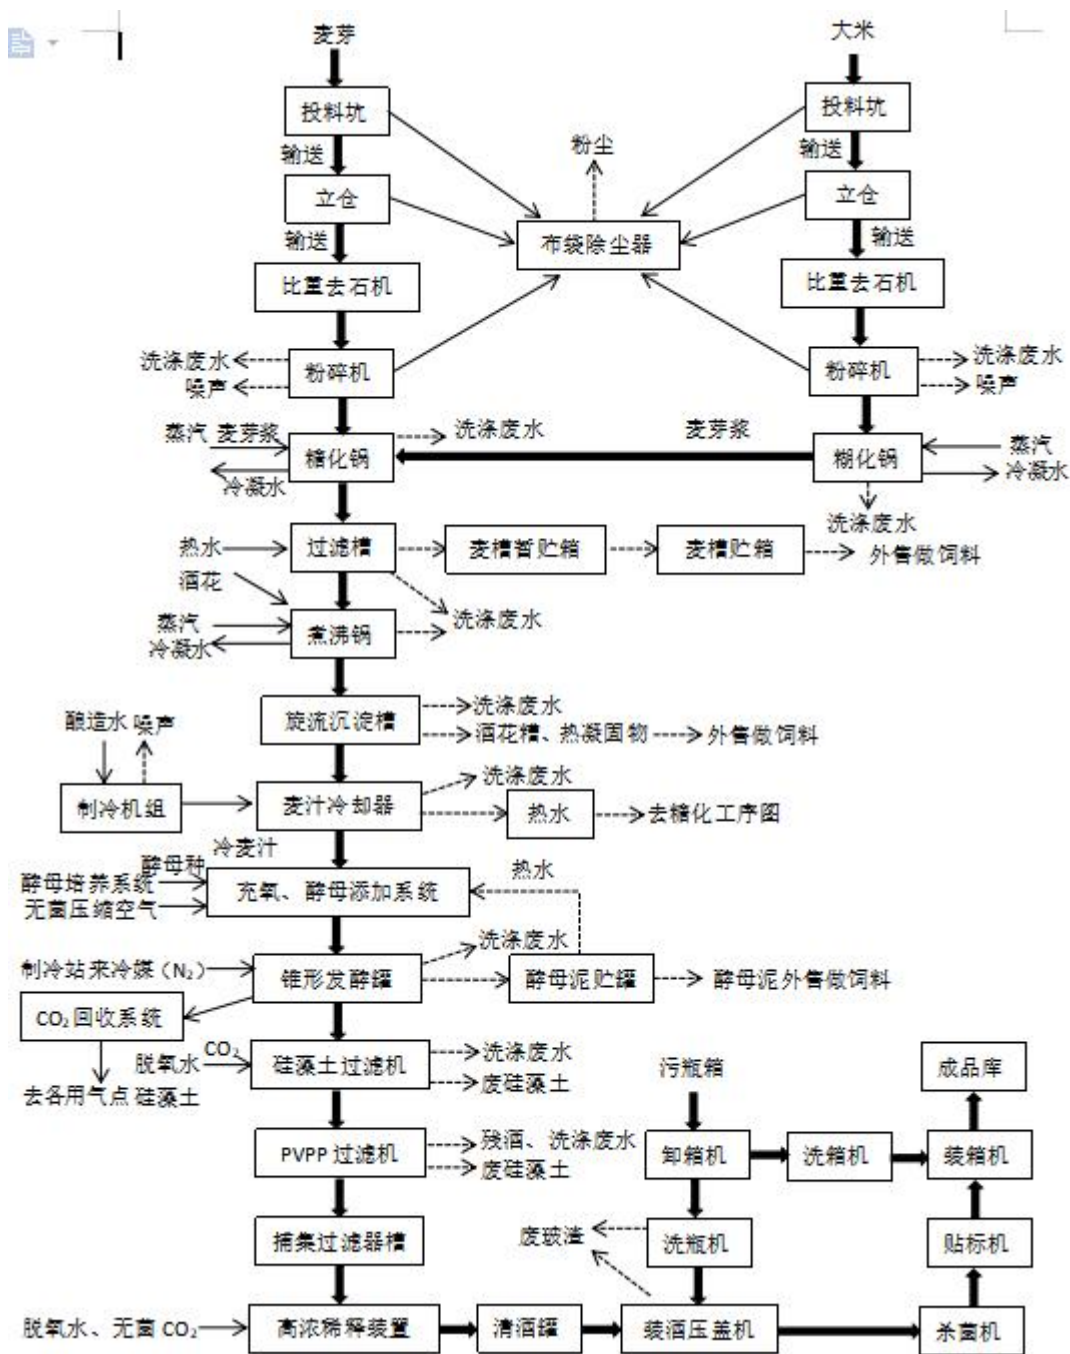 麦芽
大米
投料坑
投料坑
输送
粉尘
输送
立仓
立仓
输送
布袋除尘器
输送
比重去石机
比重去石机
洗涤废水
粉碎机
噪声
粉碎机
洗涤废水
噪声
蒸汽 麦芽浆
糖化锅
洗涤废水
麦芽浆
糊化锅
蒸汽
冷凝水
冷凝水
洗涤废水
热水
过滤槽
麦槽暂贮箱
麦槽贮箱
外售做饲料
酒花
洗涤废水
蒸汽
煮沸锅
冷凝水
旋流沉淀槽
洗涤废水
酒花糟、热凝固物
外售做饲料
酿造水
噪声
制冷机组
麦汁冷却器
洗涤废水
热水
去糖化工序图
冷麦汁
酵母种
热水
酵母培养系统
无菌压缩空气
充氧、酵母添加系统
洗涤废水
制冷站来冷媒（N₂）
锥形发酵罐
酵母泥贮罐
酵母泥外售做饲料
CO₂回收系统
脱氧水
CO₂
硅藻土过滤机
洗涤废水
废硅藻土
污瓶箱
成品库
去各用气点
硅藻土
PVPP 过滤机
残酒、洗涤废水
废硅藻土
卸箱机
洗箱机
装箱机
捕集过滤器槽
废玻渣
洗瓶机
贴标机
脱氧水、无菌CO₂
高浓稀释装置
清酒罐
装酒压盖机
杀菌机